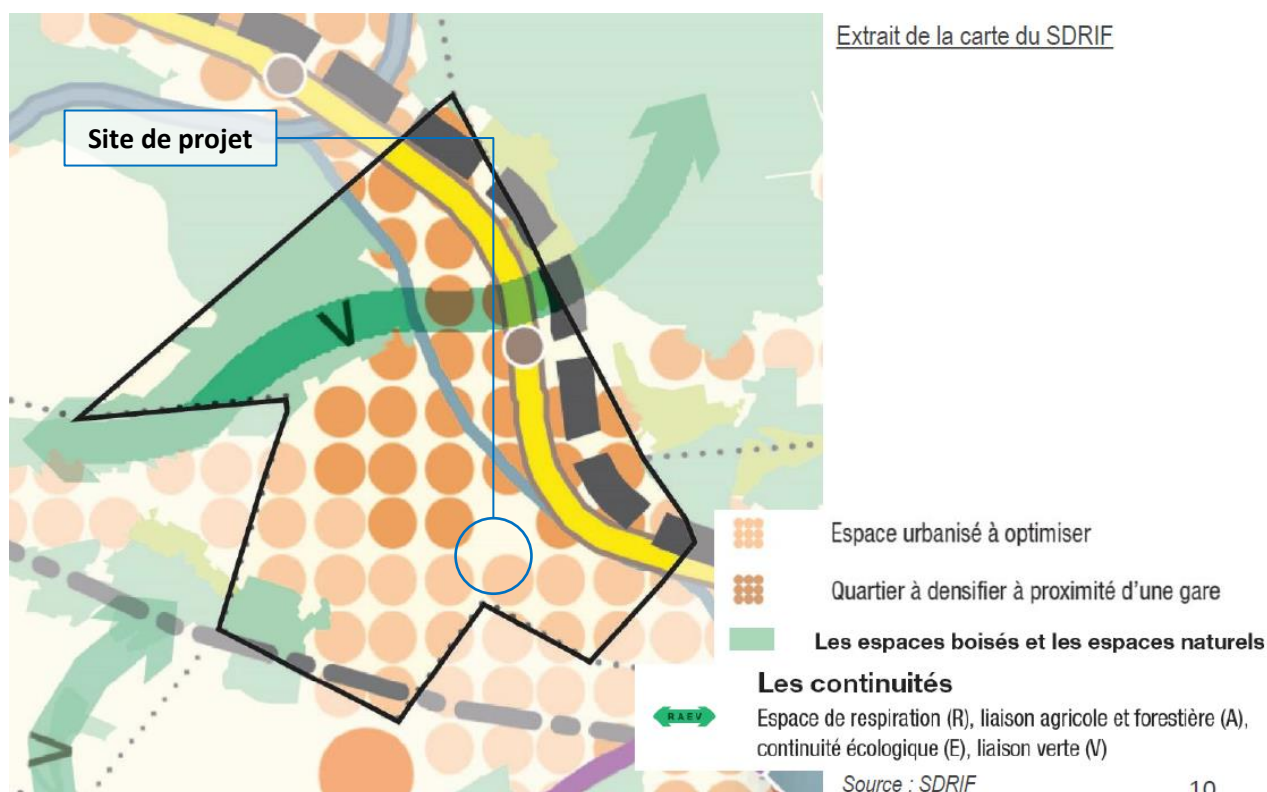 Extrait de la carte du SDRIF
Site de projet
V
V
Espace urbanisé à optimiser
Quartier à densifier à proximité d'une gare
Les espaces boisés et les espaces naturels
Les continuités
R A E V
Espace de respiration (R), liaison agricole et forestière (A),
continuité écologique (E), liaison verte (V)
Source : SDRIF
10